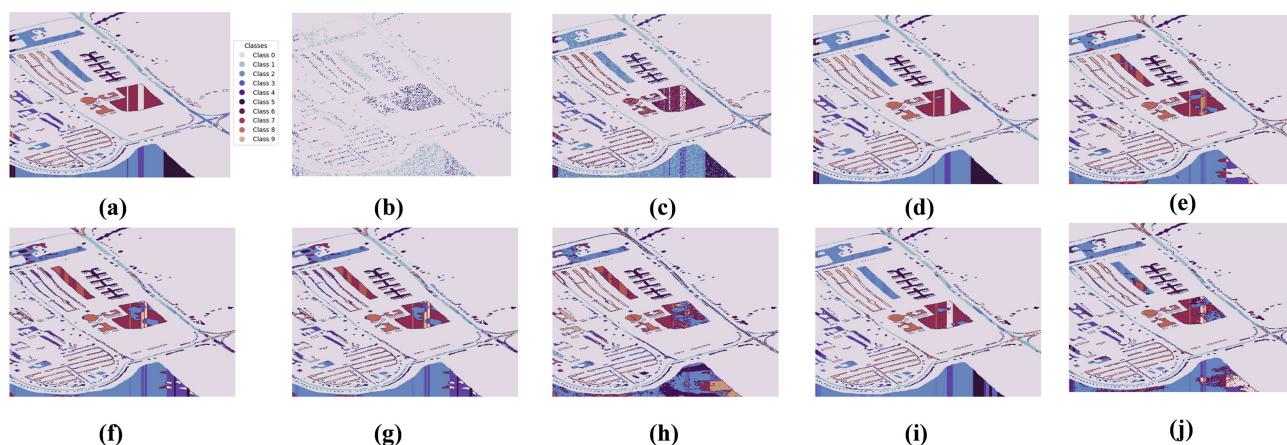 Classes
Class 0
Class 1
Class 2
Class 3
Class 4
Class 5
Class 6
Class 7
Class 8
Class 9
(a)
(b)
(c)
(d)
(e)
(f)
(g)
(h)
(i)
(j)